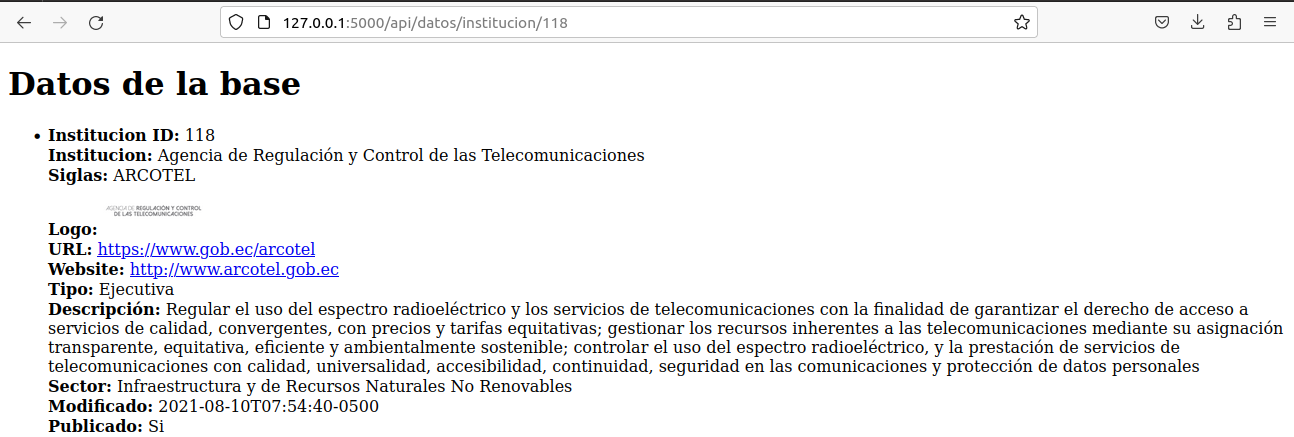 127.0.0.1:5000/api/datos/institucion/118
Datos de la base
• Institucion ID: 118
Institucion: Agencia de Regulación y Control de las Telecomunicaciones
Siglas: ARCOTEL
AGENCIA DE REGULACIÓN Y CONTROL
DE LAS TELECOMUNICACIONES
Logo:
URL: https://www.gob.ec/arcotel
Website: http://www.arcotel.gob.ec
Tipo: Ejecutiva
Descripción: Regular el uso del espectro radioeléctrico y los servicios de telecomunicaciones con la finalidad de garantizar el derecho de acceso a
servicios de calidad, convergentes, con precios y tarifas equitativas; gestionar los recursos inherentes a las telecomunicaciones mediante su asignación
transparente, equitativa, eficiente y ambientalmente sostenible; controlar el uso del espectro radioeléctrico, y la prestación de servicios de
telecomunicaciones con calidad, universalidad, accesibilidad, continuidad, seguridad en las comunicaciones y protección de datos personales
Sector: Infraestructura y de Recursos Naturales No Renovables
Modificado: 2021-08-10T07:54:40-0500
Publicado: Si